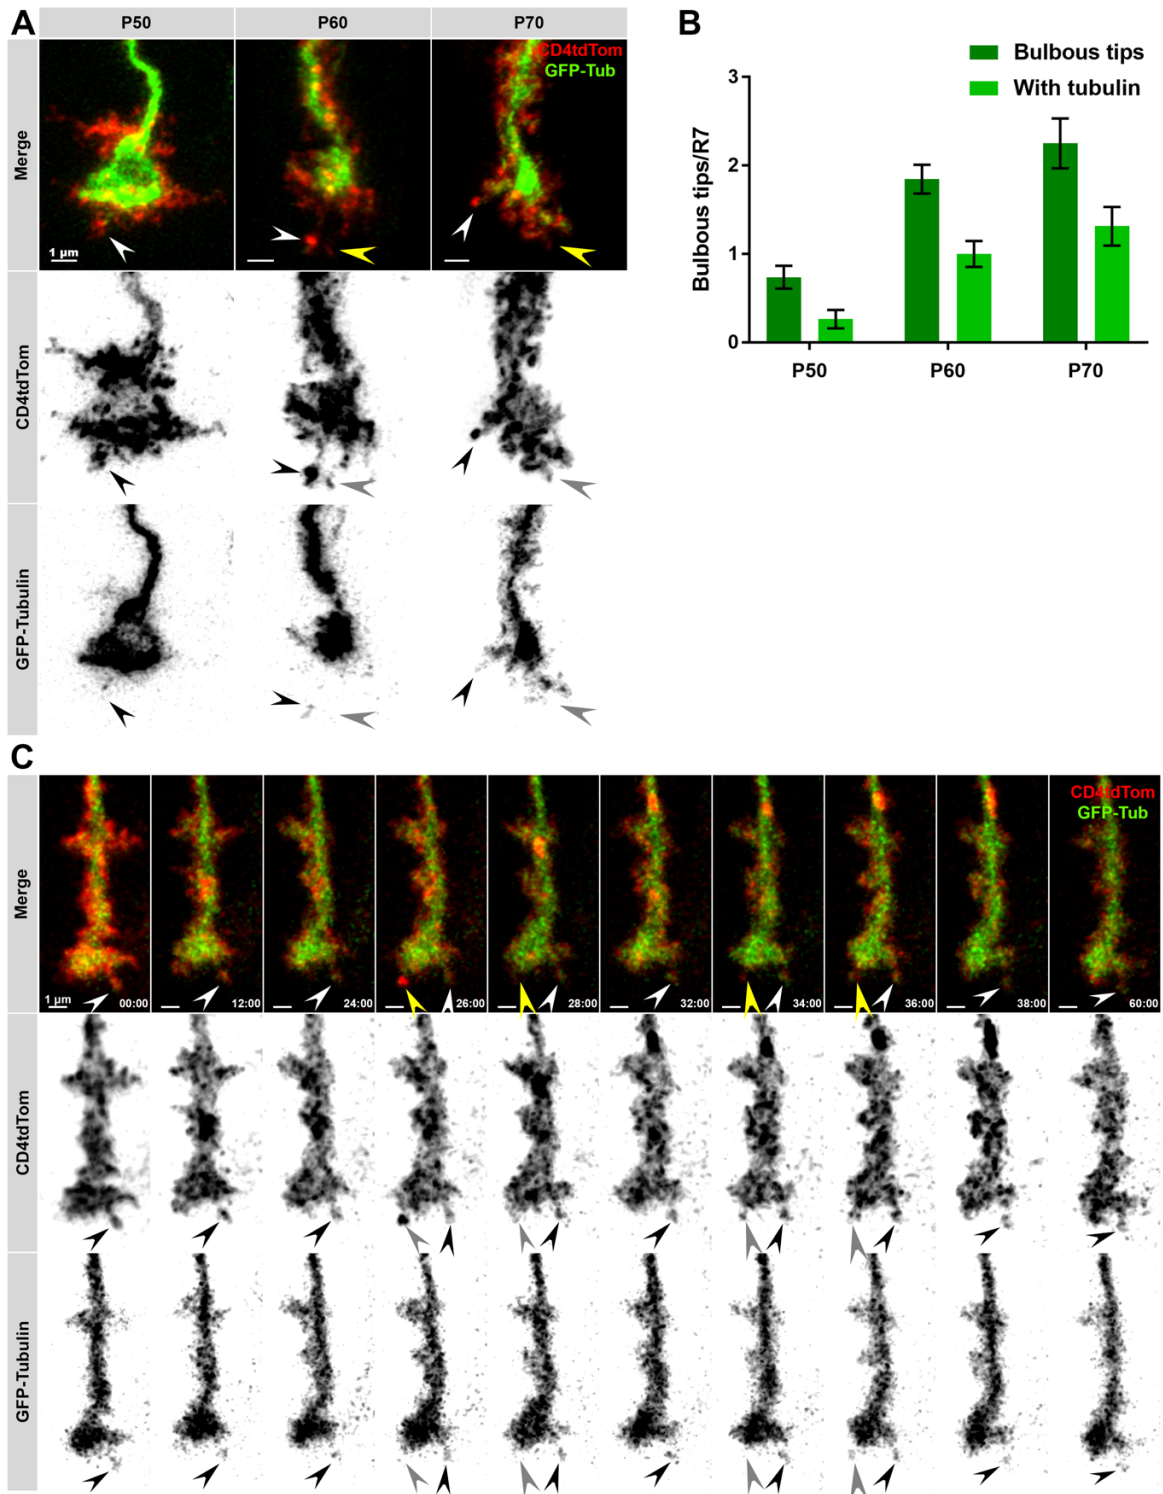 A
P50
P60
P70
Merge
CD4tdTom
GFP-Tub
1 µm
CD4tdTom
GFP-Tubulin
B
Bulbous tips
With tubulin
Bulbous tips/R7
3
2
1
0
P50
P60
P70
C
Merge
CD4tdTom
GFP-Tub
1 µm
00:00
12:00
24:00
26:00
28:00
32:00
34:00
36:00
38:00
60:00
CD4tdTom
GFP-Tubulin